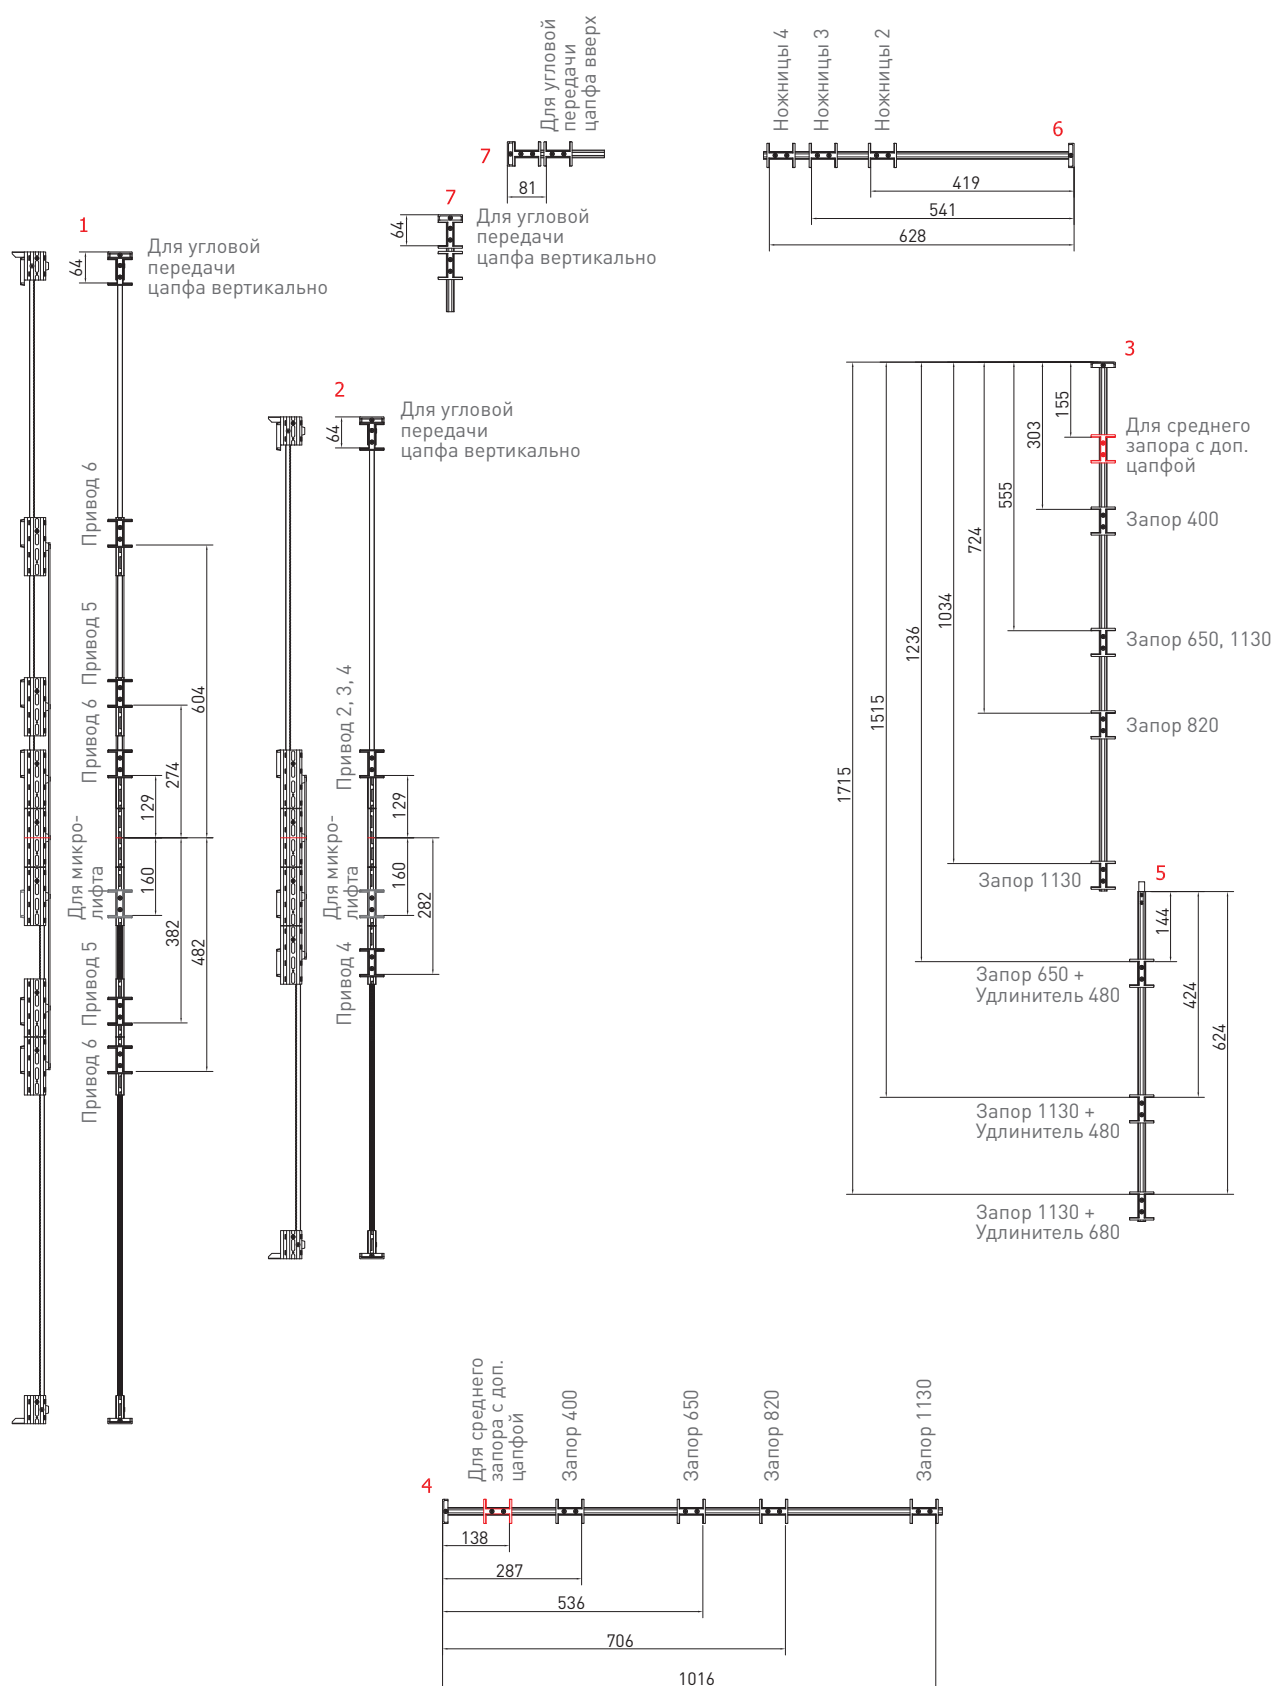 7
Для угловой
передачи
цапфа вверх
81
Ножницы 4
Ножницы 3
Ножницы 2
6
419
541
628
7
64
Для угловой
передачи
цапфа вертикально
1
64
Для угловой
передачи
цапфа вертикально
Привод 6
Привод 5
Привод 6
604
274
129
Для микро-
лифта
160
382
482
Привод 5
Привод 6
2
64
Для угловой
передачи
цапфа вертикально
Привод 2, 3, 4
129
Для микро-
лифта
160
282
Привод 4
3
155
303
555
724
1034
1236
1515
1715
Для среднего
запора с доп.
цапфой
Запор 400
Запор 650, 1130
Запор 820
Запор 1130
5
144
424
624
Запор 650 +
Удлинитель 480
Запор 1130 +
Удлинитель 480
Запор 1130 +
Удлинитель 680
4
Для среднего
запора с доп.
цапфой
Запор 400
Запор 650
Запор 820
Запор 1130
138
287
536
706
1016